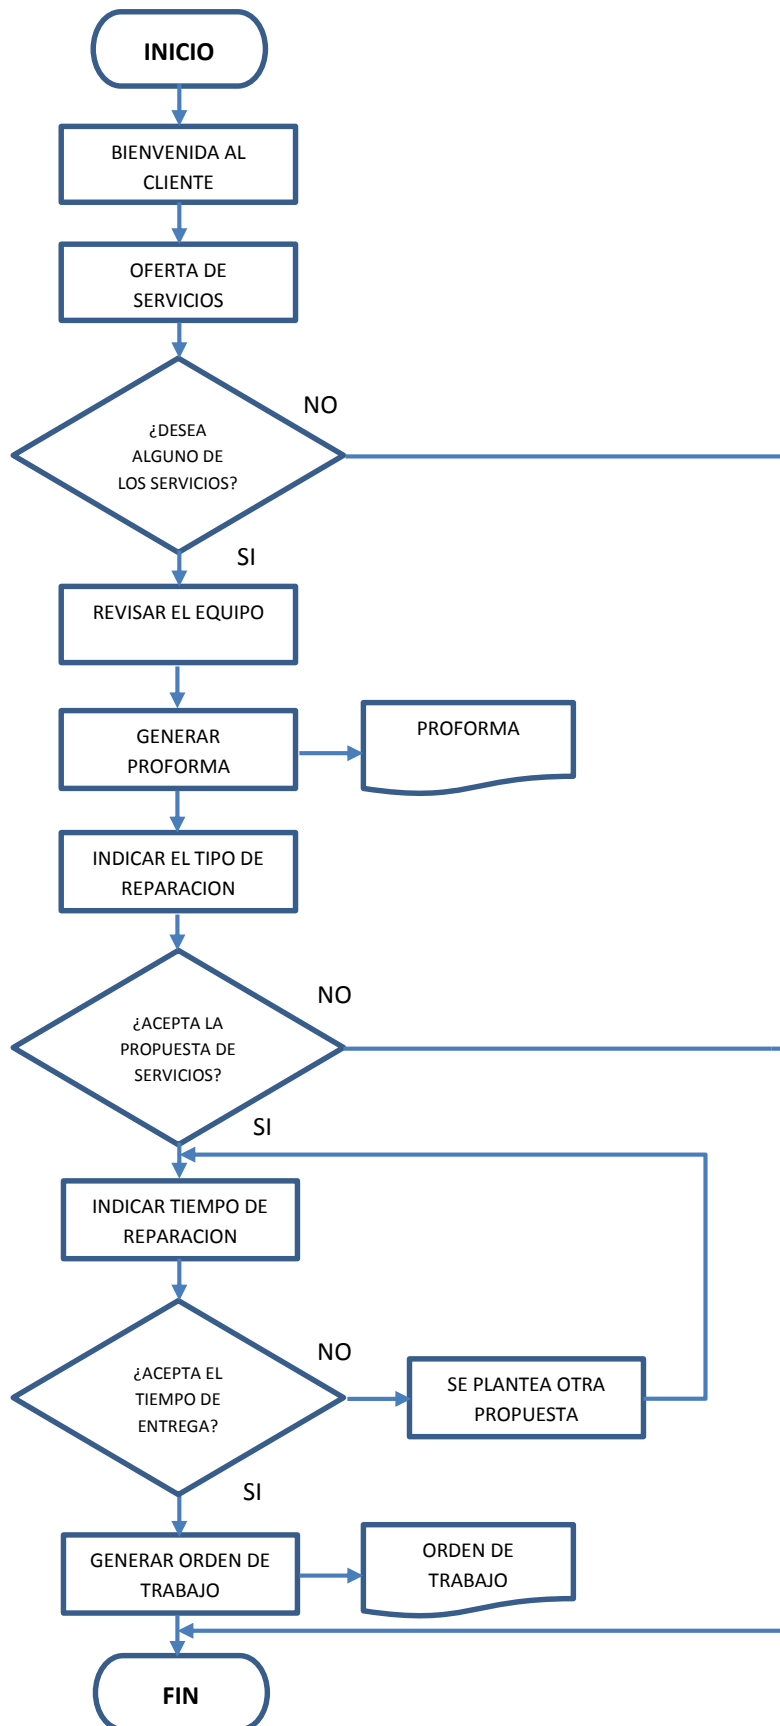 INICIO
BIENVENIDA AL
CLIENTE
OFERTA DE
SERVICIOS
NO
¿DESEA
ALGUNO DE
LOS SERVICIOS?
SI
REVISAR EL EQUIPO
GENERAR
PROFORMA
PROFORMA
INDICAR EL TIPO DE
REPARACION
NO
¿ACEPTA LA
PROPUESTA DE
SERVICIOS?
SI
INDICAR TIEMPO DE
REPARACION
NO
¿ACEPTA EL
TIEMPO DE
ENTREGA?
SE PLANTEA OTRA
PROPUESTA
SI
GENERAR ORDEN DE
TRABAJO
ORDEN DE
TRABAJO
FIN